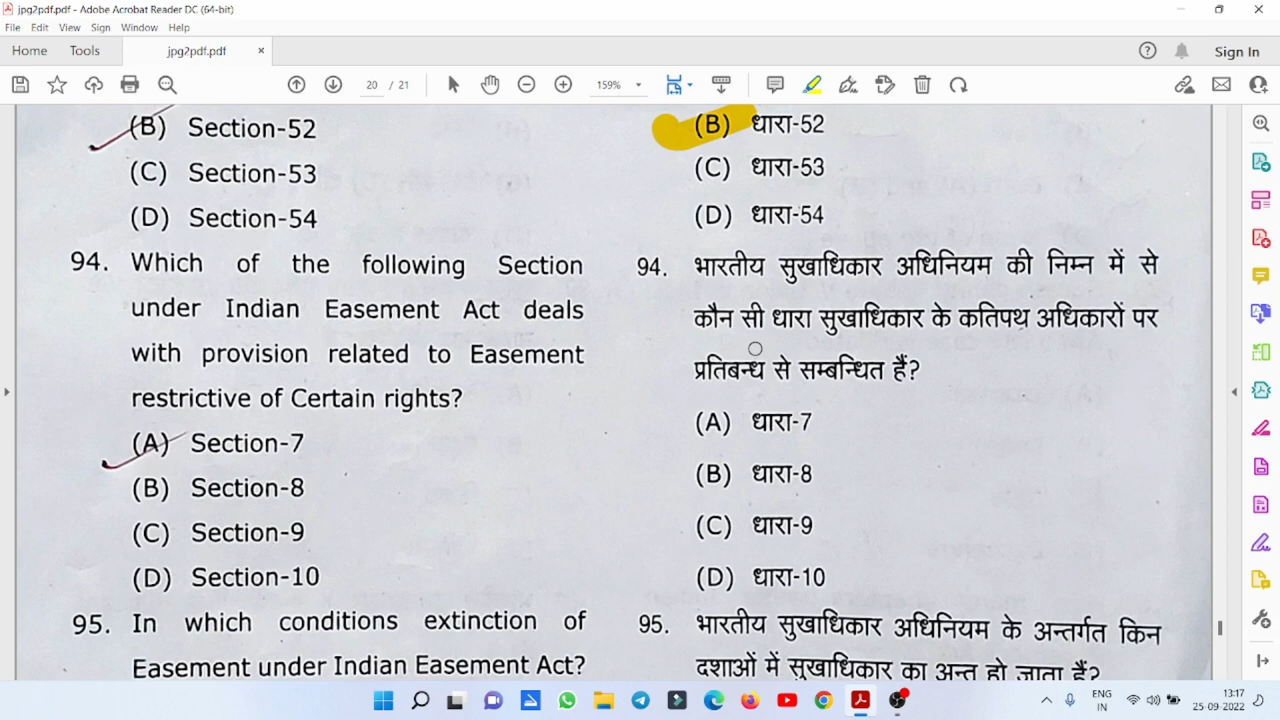 jpg2pdf.pdf - Adobe Acrobat Reader DC (64-bit)
File Edit View Sign Window Help
Home Tools jpg2pdf.pdf × Sign In
20 / 21 159%
(B) Section-52
(C) Section-53
(D) Section-54
94. Which of the following Section
under Indian Easement Act deals
with provision related to Easement
restrictive of Certain rights?
(A) Section-7
(B) Section-8
(C) Section-9
(D) Section-10
95. In which conditions extinction of
Easement under Indian Easement Act?
(B) धारा-52
(C) धारा-53
(D) धारा-54
94. भारतीय सुखाधिकार अधिनियम की निम्न में से
कौन सी धारा सुखाधिकार के कतिपथ अधिकारों पर
प्रतिबन्ध से सम्बन्धित हैं?
(A) धारा-7
(B) धारा-8
(C) धारा-9
(D) धारा-10
95. भारतीय सुखाधिकार अधिनियम के अन्तर्गत किन
दशाओं में सुखाधिकार का अन्त हो जाता हैं?
ENG
IN
13:17
25-09-2022